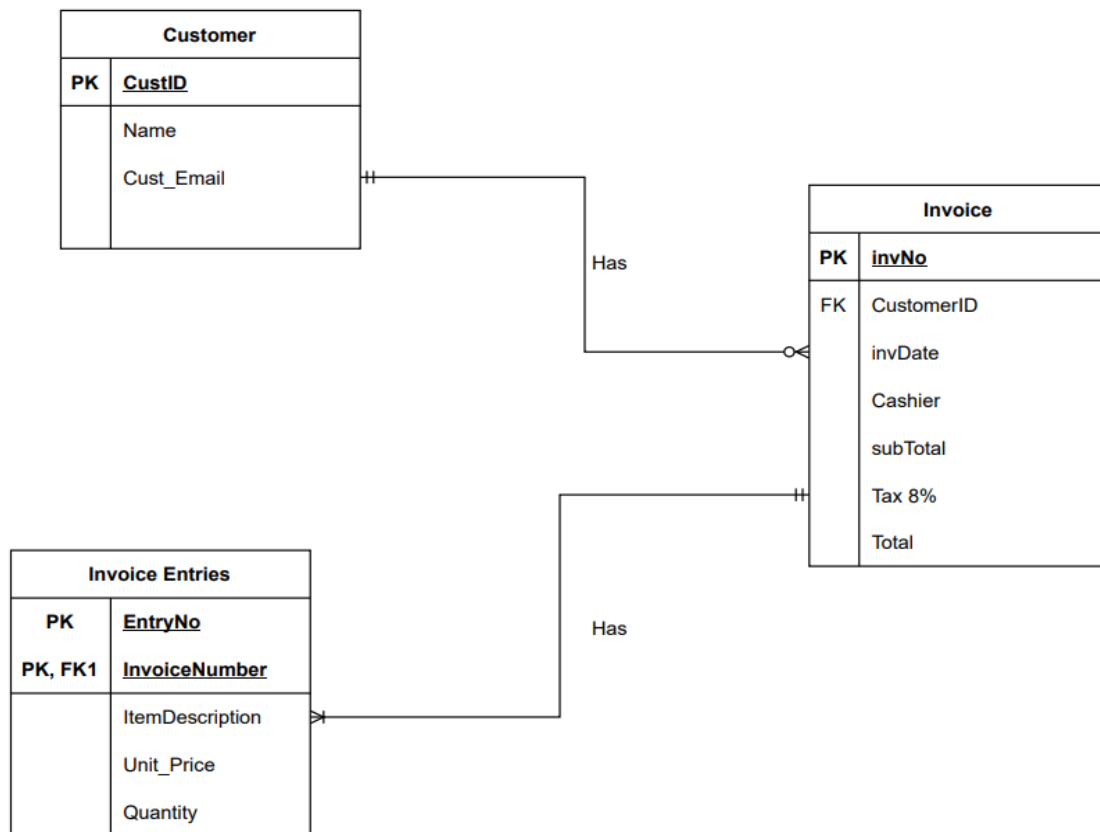 Customer
PK CustID
Name
Cust_Email
Has
Invoice
PK invNo
FK CustomerID
invDate
Cashier
subTotal
Tax 8%
Total
Has
Invoice Entries
PK EntryNo
PK, FK1 InvoiceNumber
ItemDescription
Unit_Price
Quantity